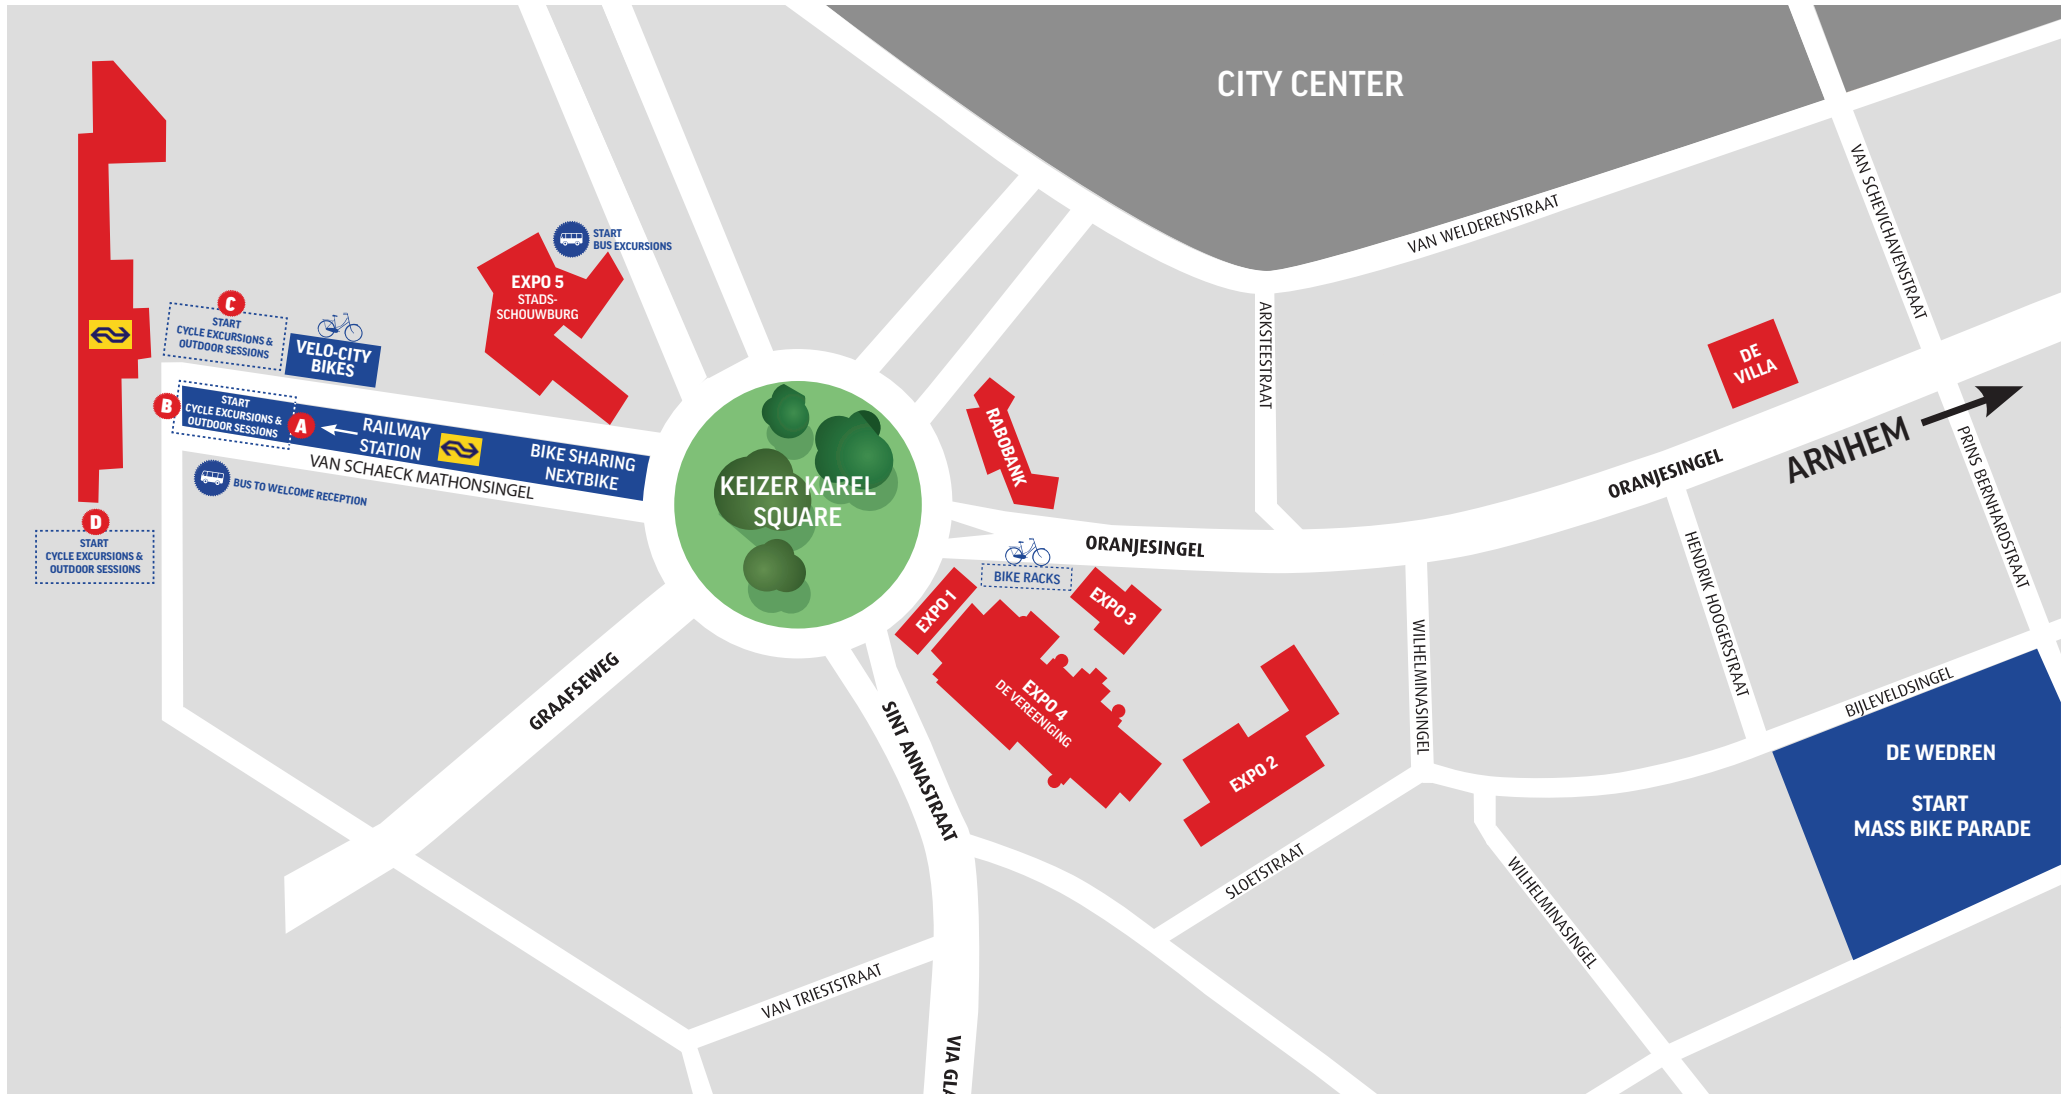 CITY CENTER
VAN SCHEVICHAVENSTRAAT
VAN WELDERENSTRAAT
START
BUS EXCURSIONS
EXPO 5
STADS-
SCHOUWBURG
C
START
CYCLE EXCURSIONS &
OUTDOOR SESSIONS
VELO-CITY
BIKES
ARKSTEESTRAAT
DE
VILLA
B
START
CYCLE EXCURSIONS &
OUTDOOR SESSIONS
A
RAILWAY
STATION
BIKE SHARING
NEXTBIKE
VAN SCHAECK MATHONSINGEL
BUS TO WELCOME RECEPTION
RABOBANK
KEIZER KAREL
SQUARE
ORANJESINGEL
ARNHEM
PRINS BERNHARDSTRAAT
D
START
CYCLE EXCURSIONS &
OUTDOOR SESSIONS
ORANJESINGEL
BIKE RACKS
EXPO 1
EXPO 3
HENDRIK HOOGERSTRAAT
WILHELMINASINGEL
GRAAFSEWEG
SINT ANNASTRAAT
EXPO 4
DE VEREENIGING
EXPO 2
BIJLEVELDSINGEL
DE WEDREN
START
MASS BIKE PARADE
SLOETSTRAAT
WILHELMINASINGEL
VAN TRIESTSTRAAT
VIA GLA